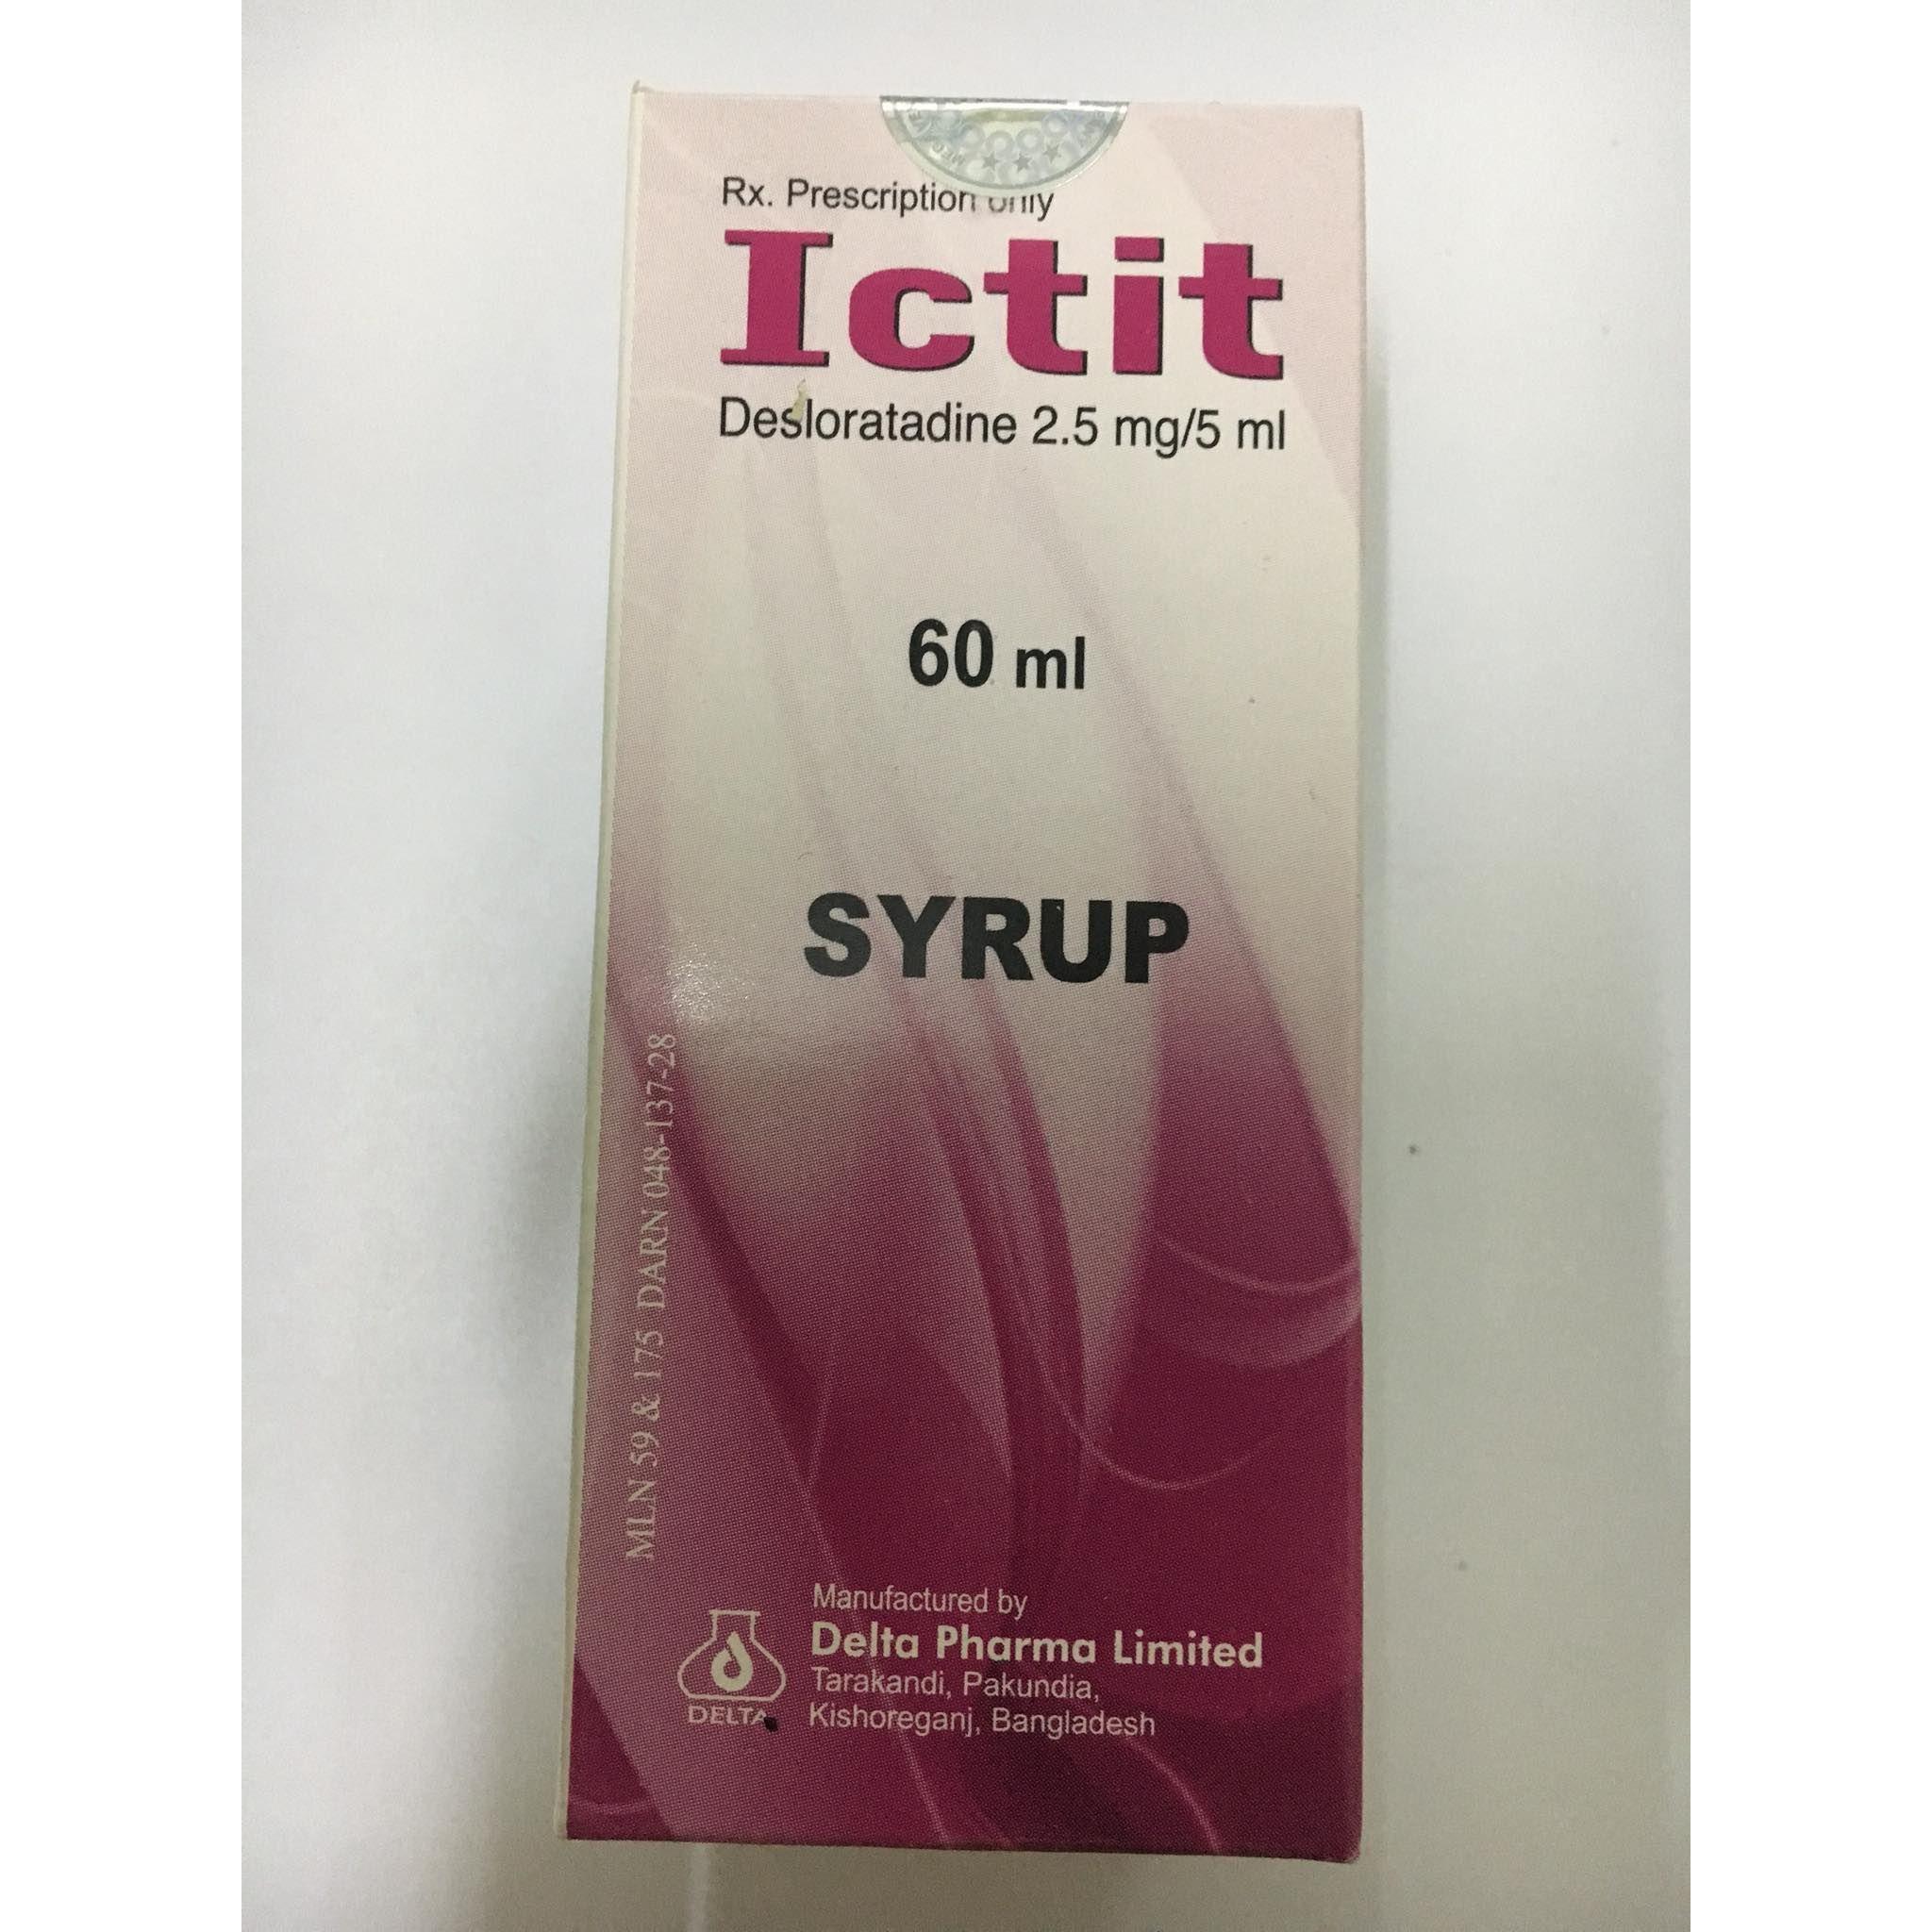 Rx. Prescription only
Ictit
Desloratadine 2.5 mg/5 ml
60 ml
SYRUP
MLN 59 & 175 DARN 048-137-28
Manufactured by
Delta Pharma Limited
Tarakandi, Pakundia,
Kishoreganj, Bangladesh
DELTA